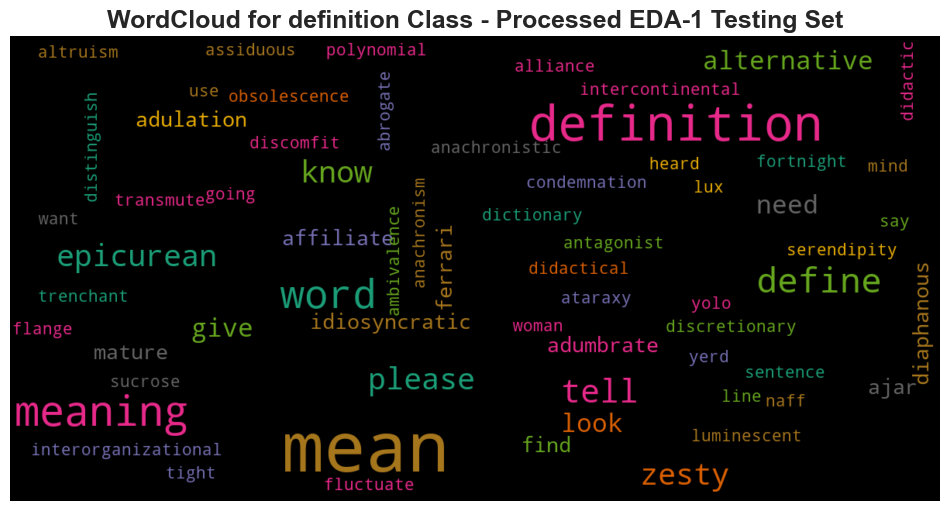 WordCloud for definition Class - Processed EDA-1 Testing Set
altruism
assiduous
polynomial
alliance
alternative
didactic
use
obsolescence
abrogate
intercontinental
distinguish
adulation
discomfit
definition
anachronistic
know
heard
fortnight
mind
transmute
going
condemnation
lux
need
want
affiliate
ambivalence
anachronism
ferrari
dictionary
say
epicurean
antagonist
serendipity
didactical
define
diaphanous
trenchant
word
ataraxy
yolo
flange
give
idiosyncratic
woman
discretionary
mature
adumbrate
yerd
sucrose
please
sentence
ajar
meaning
tell
line
naff
look
interorganizational
mean
find
luminescent
tight
zesty
fluctuate